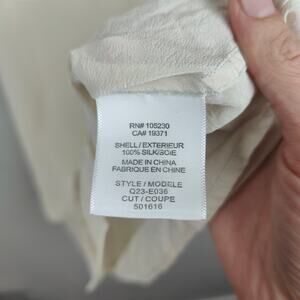 RN# 105230
CA# 19371
SHELL / EXTERIEUR
100% SILK/SOIE
MADE IN CHINA
FABRIQUE EN CHINE
STYLE / MODELE
Q23-E036
CUT / COUPE
501616